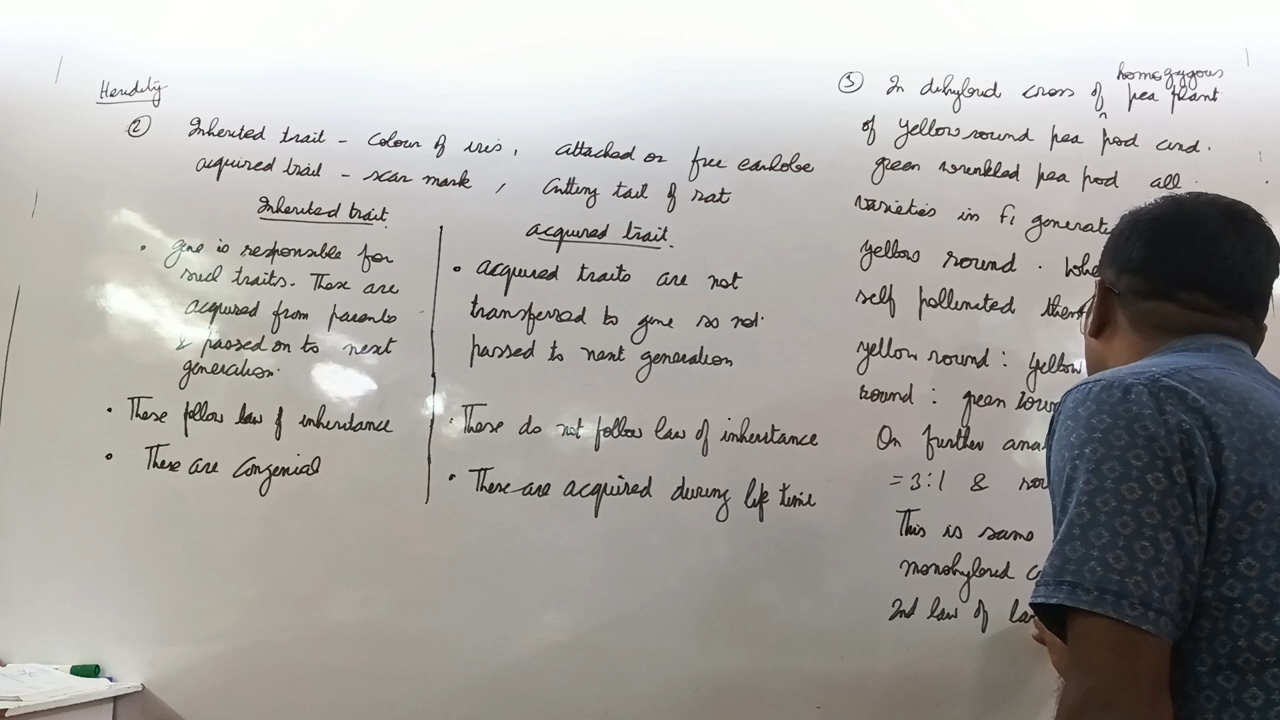 Heridity
② Inherited trait - colour of iris, attached or free earlobe
acquired trait - scar mark, Cutting tail of rat
Inherited trait
• gene is responsible for
such traits. These are
acquired from parents
& passed on to next
generation.
• These follow law of inheritance
• These are Congenial
acquired trait.
• acquired traits are not
transferred to gene so not
passed to next generation
• These do not follow law of inheritance
• These are acquired during life time
③ In dihybrid cross of homozygous pea plant
of yellow round pea pod and.
green wrinkled pea pod all
varieties in F1
yellow round.
self pollinated
yellow round : yellow
round : green
On further
= 3:1 &
This is same
monohybrid
2nd law of